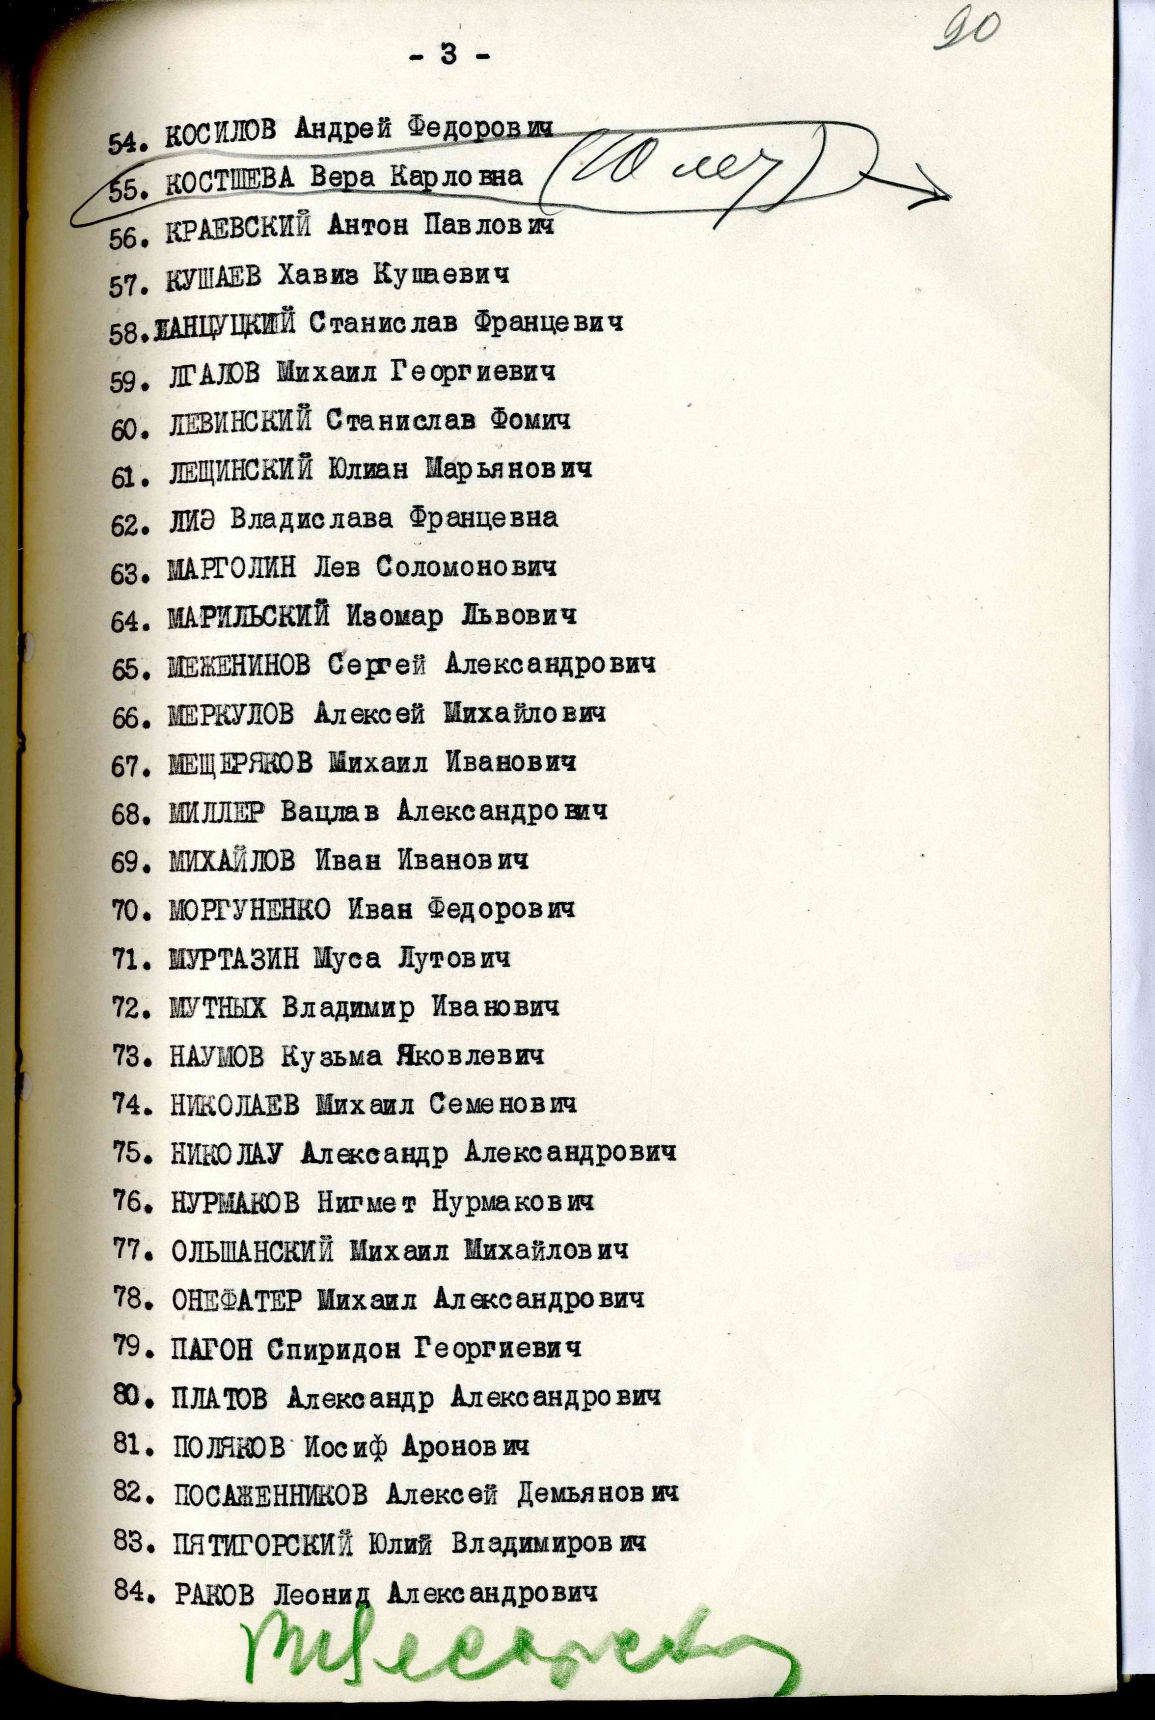 90
- 3 -
54. КОСИЛОВ Андрей Федорович
55. КОСТШЕВА Вера Карловна (10 лет)
56. КРАЕВСКИЙ Антон Павлович
57. КУШАЕВ Хавиз Кушаевич
58. ЛАНЦУЦКИЙ Станислав Францевич
59. ЛГАЛОВ Михаил Георгиевич
60. ЛЕВИНСКИЙ Станислав Фомич
61. ЛЕЩИНСКИЙ Юлиан Марьянович
62. ЛИЭ Владислава Францевна
63. МАРГОЛИН Лев Соломонович
64. МАРИЛЬСКИЙ Изомар Львович
65. МЕЖЕНИНОВ Сергей Александрович
66. МЕРКУЛОВ Алексей Михайлович
67. МЕЩЕРЯКОВ Михаил Иванович
68. МИЛЛЕР Вацлав Александрович
69. МИХАЙЛОВ Иван Иванович
70. МОРГУНЕНКО Иван Федорович
71. МУРТАЗИН Муса Лутович
72. МУТНЫХ Владимир Иванович
73. НАУМОВ Кузьма Яковлевич
74. НИКОЛАЕВ Михаил Семенович
75. НИКОЛАУ Александр Александрович
76. НУРМАКОВ Нигмет Нурмакович
77. ОЛЬШАНСКИЙ Михаил Михайлович
78. ОНЕФАТЕР Михаил Александрович
79. ПАГОН Спиридон Георгиевич
80. ПЛАТОВ Александр Александрович
81. ПОЛЯКОВ Иосиф Аронович
82. ПОСАЖЕННИКОВ Алексей Демьянович
83. ПЯТИГОРСКИЙ Юлий Владимирович
84. РАКОВ Леонид Александрович